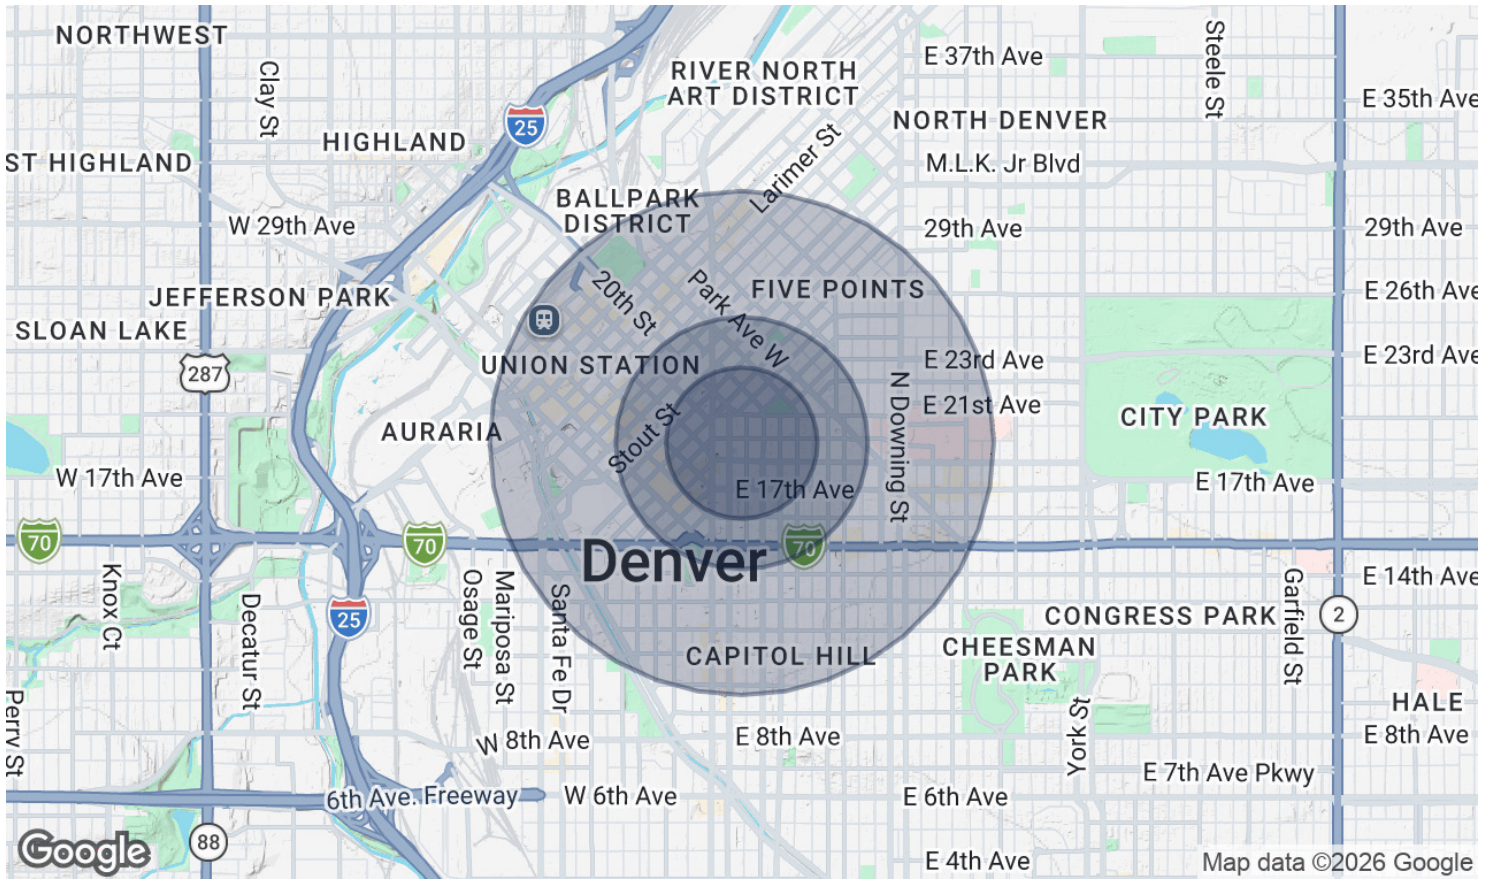 NORTHWEST
Clay St
HIGHLAND
ST HIGHLAND
W 29th Ave
25
RIVER NORTH
ART DISTRICT
E 37th Ave
Steele St
E 35th Ave
NORTH DENVER
M.L.K. Jr Blvd
Larimer St
BALLPARK
DISTRICT
29th Ave
29th Ave
JEFFERSON PARK
SLOAN LAKE
20th St
Park Ave W
FIVE POINTS
E 26th Ave
287
UNION STATION
E 23rd Ave
E 23rd Ave
AURARIA
Stout St
N Downing St
E 21st Ave
CITY PARK
W 17th Ave
E 17th Ave
E 17th Ave
70
70
Denver
70
Knox Ct
Decatur St
25
Osage St
Mariposa St
Santa Fe Dr
E 14th Ave
CONGRESS PARK
Garfield St
2
CAPITOL HILL
CHEESMAN
PARK
Perry St
HALE
W 8th Ave
E 8th Ave
York St
E 8th Ave
E 7th Ave Pkwy
6th Ave. Freeway
W 6th Ave
E 6th Ave
88
Google
E 4th Ave
Map data ©2026 Google